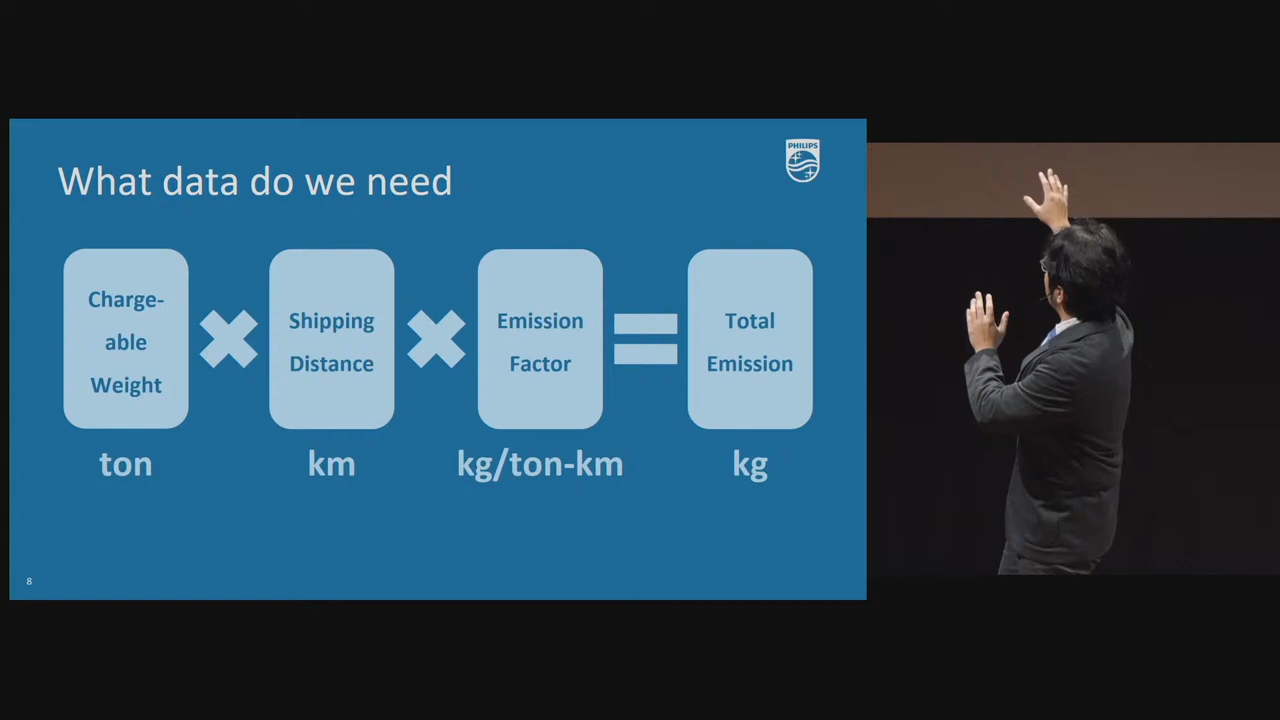 What data do we need
PHILIPS
Charge-
able
Weight
Shipping
Distance
Emission
Factor
Total
Emission
ton
km
kg/ton-km
kg
8